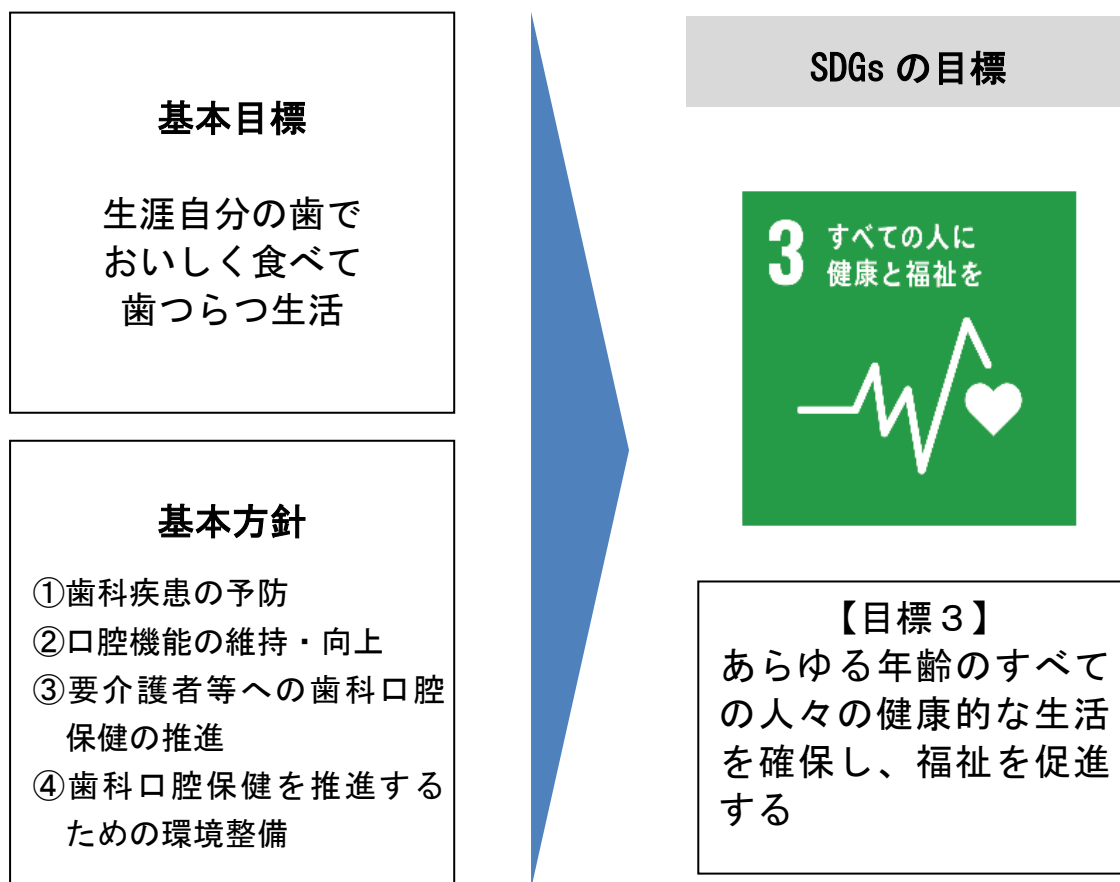 基本目標
生涯自分の歯で
おいしく食べて
歯つらつ生活
基本方針
①歯科疾患の予防
②口腔機能の維持・向上
③要介護者等への歯科口腔
保健の推進
④歯科口腔保健を推進する
ための環境整備
SDGs の目標
3 すべての人に
健康と福祉を
【目標３】
あらゆる年齢のすべて
の人々の健康的な生活
を確保し、福祉を促進
する